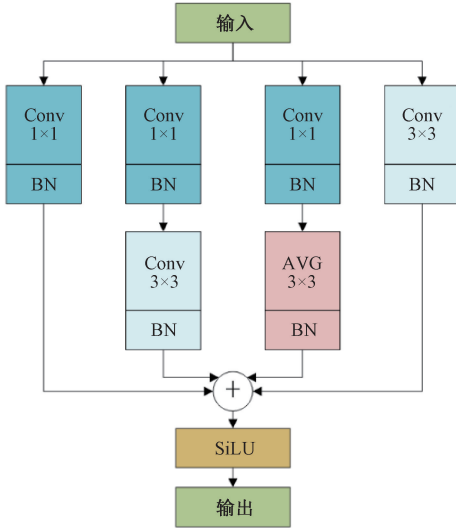 输入
Conv
1×1
BN
Conv
1×1
BN
Conv
1×1
BN
Conv
3×3
BN
Conv
3×3
BN
AVG
3×3
BN
+
SiLU
输出